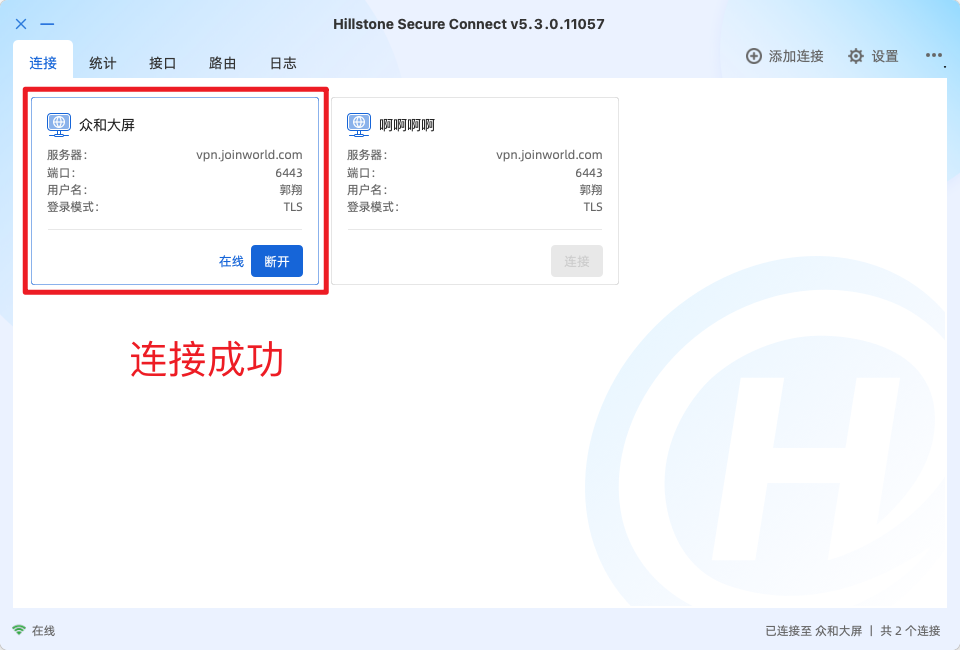 Hillstone Secure Connect v5.3.0.11057
连接 统计 接口 路由 日志 添加连接 设置
众和大屏
服务器: vpn.joinworld.com
端口: 6443
用户名: 郭翔
登录模式: TLS
在线 断开
啊啊啊啊
服务器: vpn.joinworld.com
端口: 6443
用户名: 郭翔
登录模式: TLS
连接
连接成功
在线 已连接至 众和大屏 | 共 2 个连接